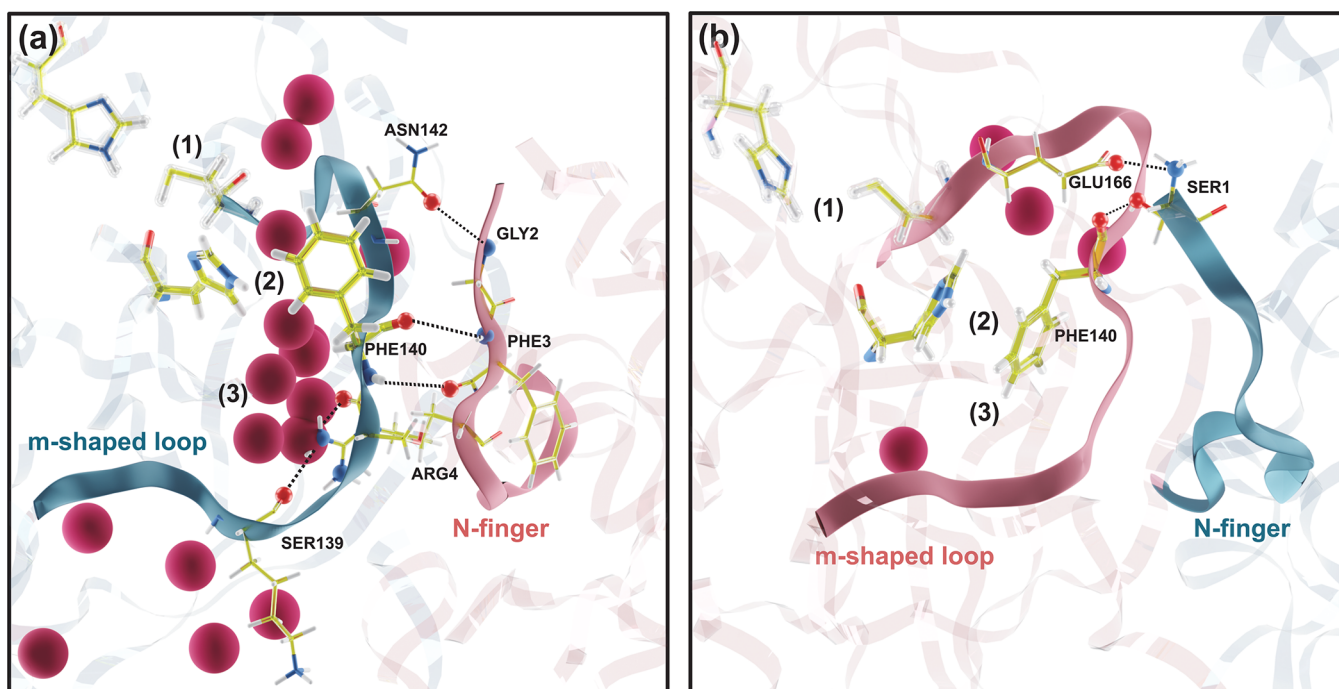 (a)
ASN142
(1)
GLY2
(2)
PHE140
PHE3
(3)
m-shaped loop
ARG4
N-finger
SER139
(b)
GLU166
SER1
(1)
(2)
PHE140
(3)
N-finger
m-shaped loop